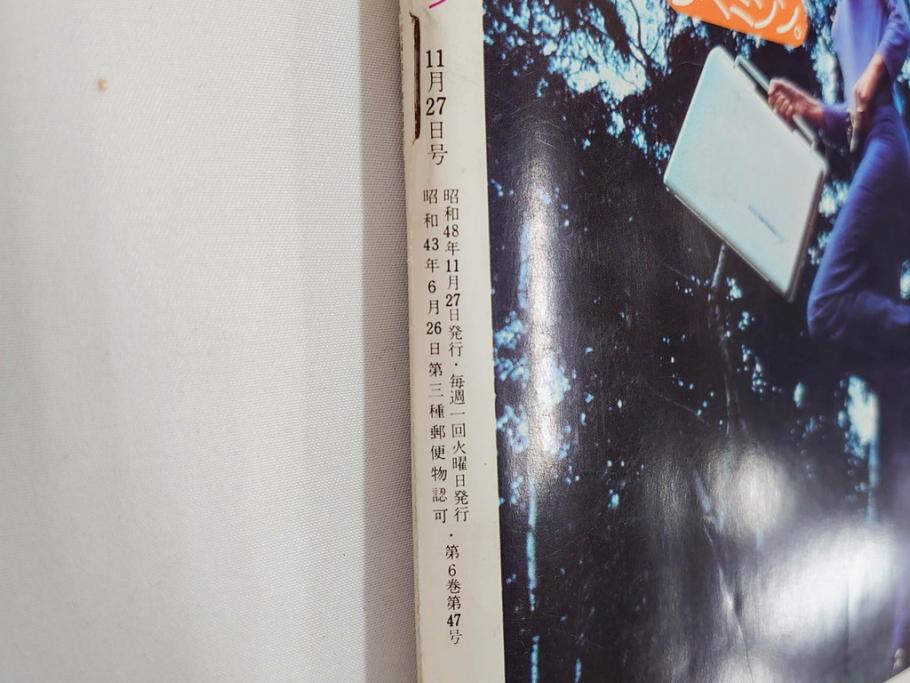 11月27日号
昭和48年11月27日発行・毎週一回火曜日発行
昭和43年6月26日第三種郵便物認可・第6巻第47号